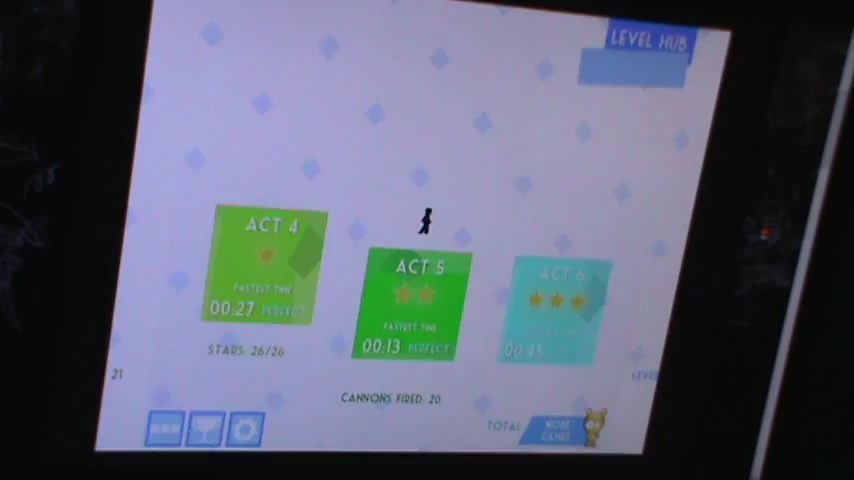 LEVEL HUB
ACT 4
FASTEST TIME
00:27 PERFECT
STARS: 26/26
ACT 5
FASTEST TIME
00:13 PERFECT
CANNONS FIRED: 20
ACT 6
00:45
21
LEVE
TOTAL
MORE
GAMES